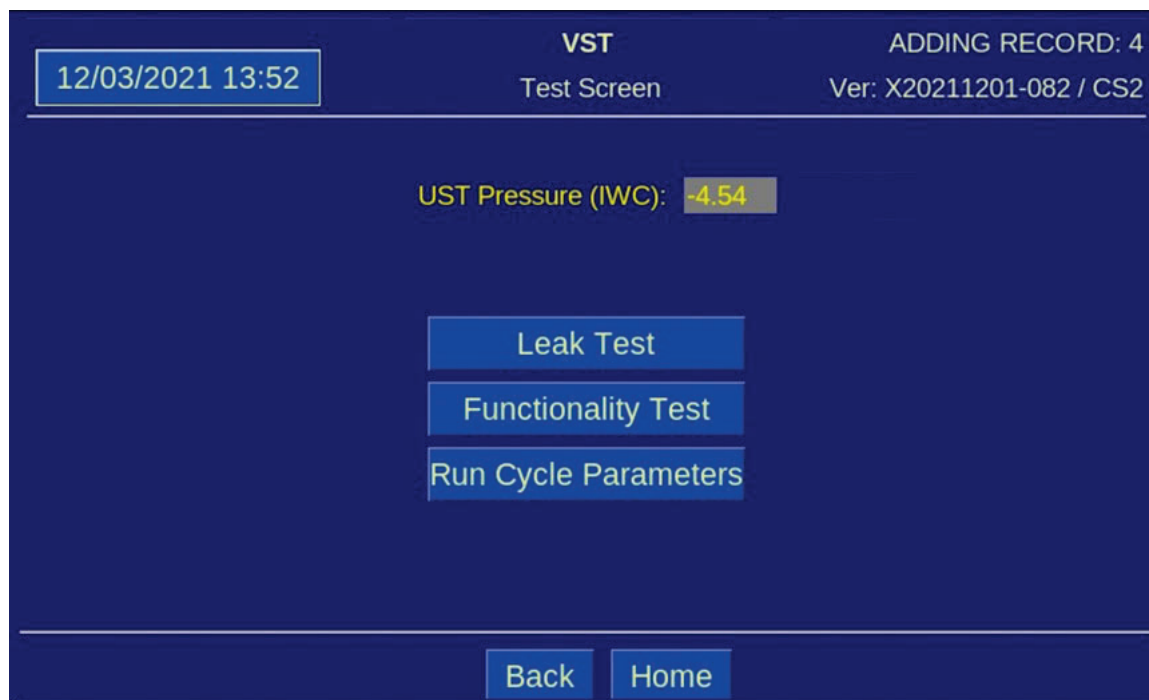 VST
ADDING RECORD: 4
12/03/2021 13:52
Test Screen
Ver: X20211201-082 / CS2
UST Pressure (IWC): -4.54
Leak Test
Functionality Test
Run Cycle Parameters
Back
Home